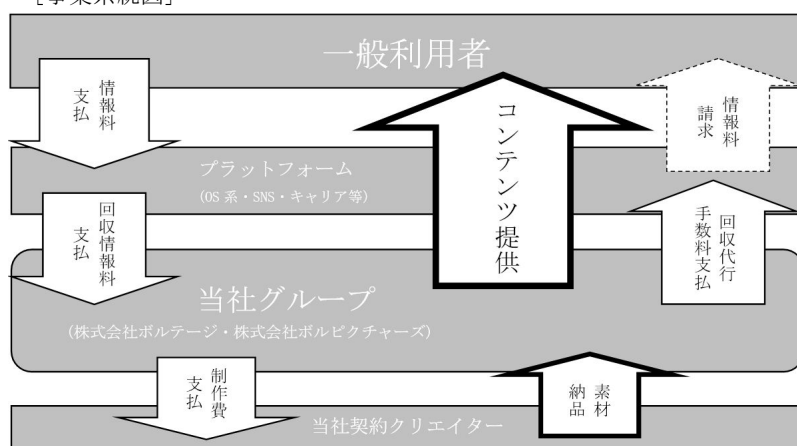 [事業系統図]
一般利用者
情報料
支払
コンテンツ提供
情報料
請求
プラットフォーム
(OS系・SNS・キャリア等)
回収情報料
支払
回収代行
手数料支払
当社グループ
(株式会社ボルテージ・株式会社ボルピクチャーズ)
制作費
支払
素材
納品
当社契約クリエイター